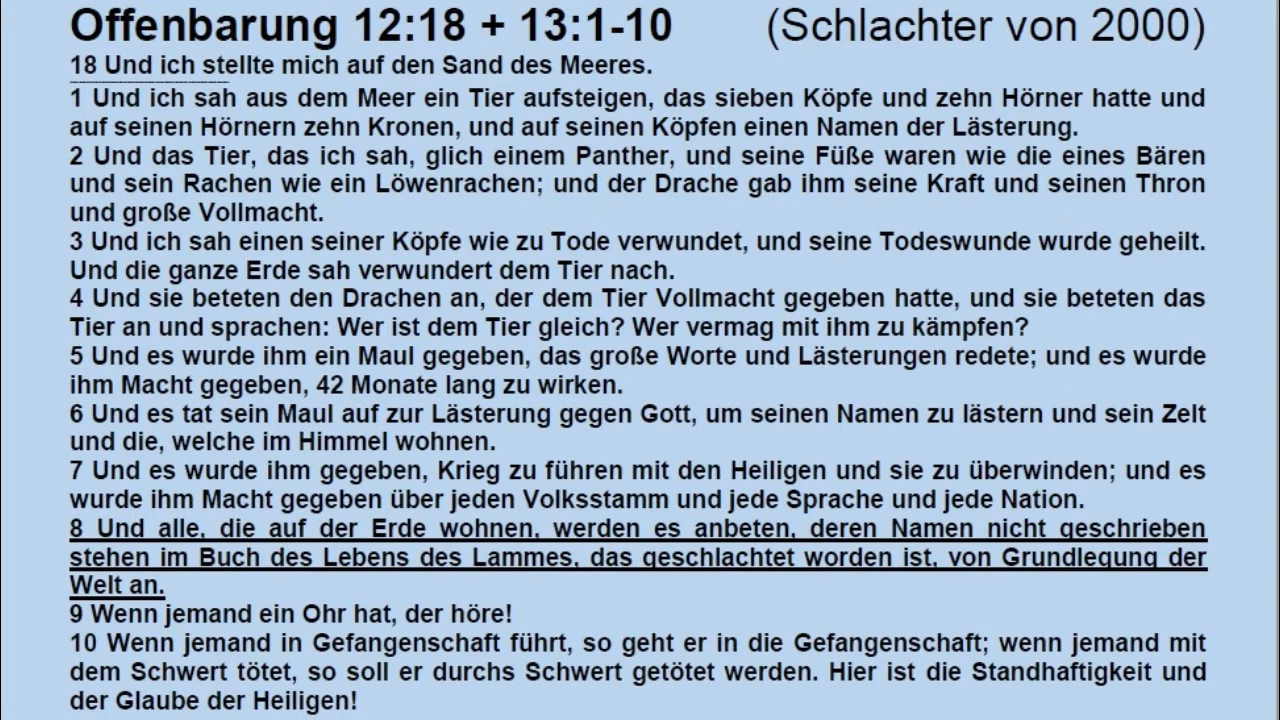 Offenbarung 12:18 + 13:1-10 (Schlachter von 2000)
18 Und ich stellte mich auf den Sand des Meeres.
1 Und ich sah aus dem Meer ein Tier aufsteigen, das sieben Köpfe und zehn Hörner hatte und
auf seinen Hörnern zehn Kronen, und auf seinen Köpfen einen Namen der Lästerung.
2 Und das Tier, das ich sah, glich einem Panther, und seine Füße waren wie die eines Bären
und sein Rachen wie ein Löwenrachen; und der Drache gab ihm seine Kraft und seinen Thron
und große Vollmacht.
3 Und ich sah einen seiner Köpfe wie zu Tode verwundet, und seine Todeswunde wurde geheilt.
Und die ganze Erde sah verwundert dem Tier nach.
4 Und sie beteten den Drachen an, der dem Tier Vollmacht gegeben hatte, und sie beteten das
Tier an und sprachen: Wer ist dem Tier gleich? Wer vermag mit ihm zu kämpfen?
5 Und es wurde ihm ein Maul gegeben, das große Worte und Lästerungen redete; und es wurde
ihm Macht gegeben, 42 Monate lang zu wirken.
6 Und es tat sein Maul auf zur Lästerung gegen Gott, um seinen Namen zu lästern und sein Zelt
und die, welche im Himmel wohnen.
7 Und es wurde ihm gegeben, Krieg zu führen mit den Heiligen und sie zu überwinden; und es
wurde ihm Macht gegeben über jeden Volksstamm und jede Sprache und jede Nation.
8 Und alle, die auf der Erde wohnen, werden es anbeten, deren Namen nicht geschrieben
stehen im Buch des Lebens des Lammes, das geschlachtet worden ist, von Grundlegung der
Welt an.
9 Wenn jemand ein Ohr hat, der höre!
10 Wenn jemand in Gefangenschaft führt, so geht er in die Gefangenschaft; wenn jemand mit
dem Schwert tötet, so soll er durchs Schwert getötet werden. Hier ist die Standhaftigkeit und
der Glaube der Heiligen!